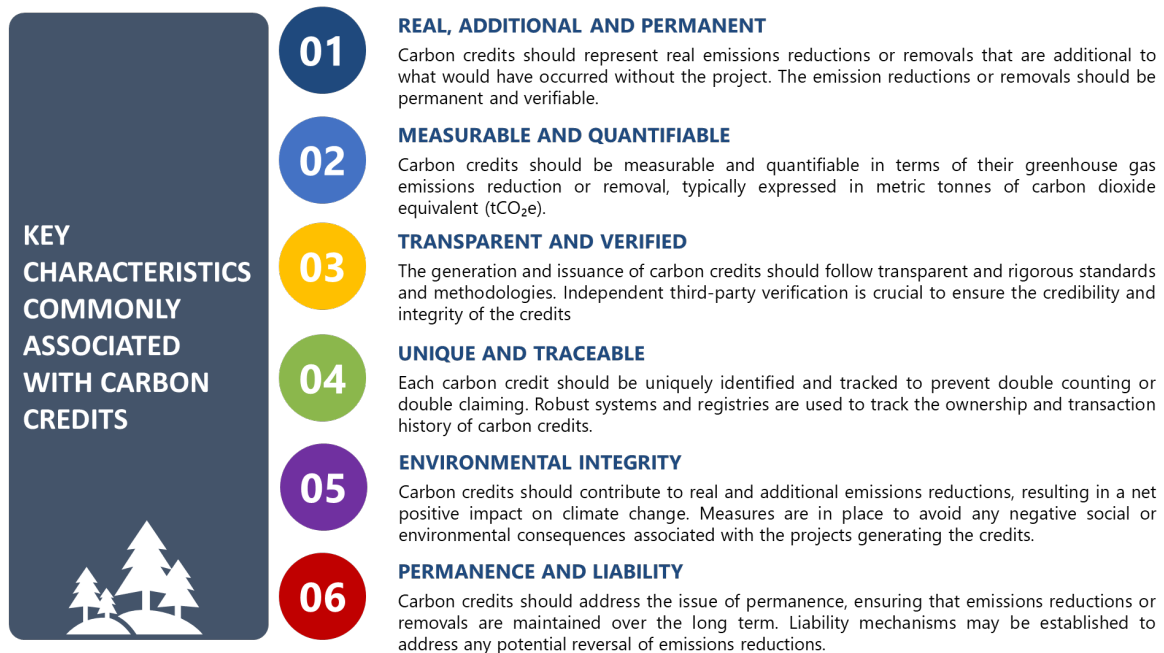 KEY
CHARACTERISTICS
COMMONLY
ASSOCIATED
WITH CARBON
CREDITS
01
REAL, ADDITIONAL AND PERMANENT
Carbon credits should represent real emissions reductions or removals that are additional to
what would have occurred without the project. The emission reductions or removals should be
permanent and verifiable.
02
MEASURABLE AND QUANTIFIABLE
Carbon credits should be measurable and quantifiable in terms of their greenhouse gas
emissions reduction or removal, typically expressed in metric tonnes of carbon dioxide
equivalent (tCO₂e).
03
TRANSPARENT AND VERIFIED
The generation and issuance of carbon credits should follow transparent and rigorous standards
and methodologies. Independent third-party verification is crucial to ensure the credibility and
integrity of the credits
04
UNIQUE AND TRACEABLE
Each carbon credit should be uniquely identified and tracked to prevent double counting or
double claiming. Robust systems and registries are used to track the ownership and transaction
history of carbon credits.
05
ENVIRONMENTAL INTEGRITY
Carbon credits should contribute to real and additional emissions reductions, resulting in a net
positive impact on climate change. Measures are in place to avoid any negative social or
environmental consequences associated with the projects generating the credits.
06
PERMANENCE AND LIABILITY
Carbon credits should address the issue of permanence, ensuring that emissions reductions or
removals are maintained over the long term. Liability mechanisms may be established to
address any potential reversal of emissions reductions.